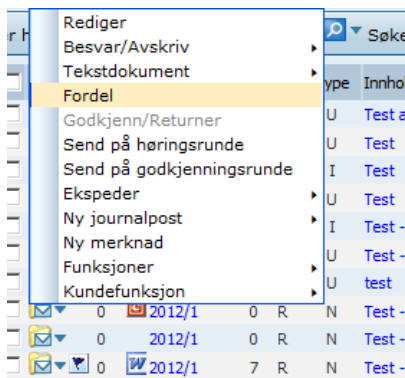 Rediger
Besvar/Avskriv
Tekstdokument
Fordel
Godkjenn/Returner
Send på høringsrunde
Send på godkjenningsrunde
Ekspeder
Ny journalpost
Ny merknad
Funksjoner
Kundefunksjon
er h
Søke
ype Innho
U Test a
U Test
I Test
U Test
I Test -
U Test -
U test
0 2012/1 0 R N Test -
0 2012/1 0 R N Test -
0 2012/1 7 R N Test -